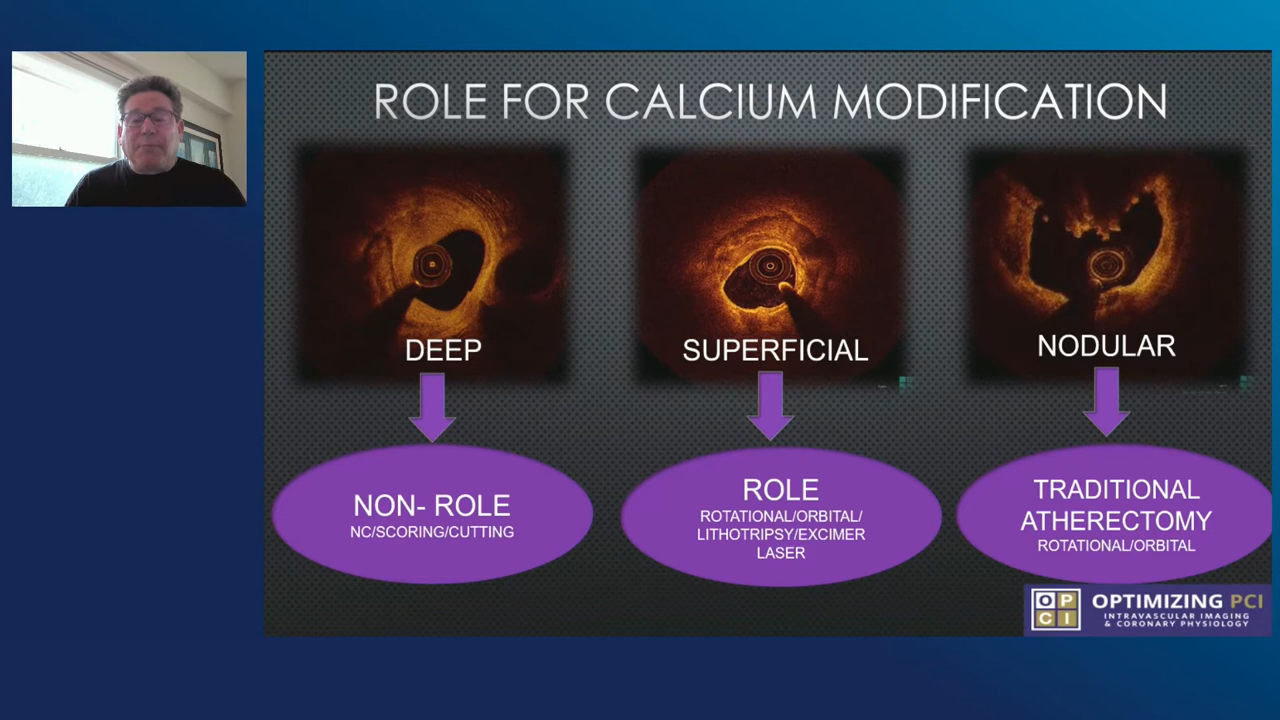 ROLE FOR CALCIUM MODIFICATION
DEEP
SUPERFICIAL
NODULAR
NON- ROLE
NC/SCORING/CUTTING
ROLE
ROTATIONAL/ORBITAL/
LITHOTRIPSY/EXCIMER
LASER
TRADITIONAL
ATHERECTOMY
ROTATIONAL/ORBITAL
OP
CI
OPTIMIZING PCI
INTRAVASCULAR IMAGING
& CORONARY PHYSIOLOGY